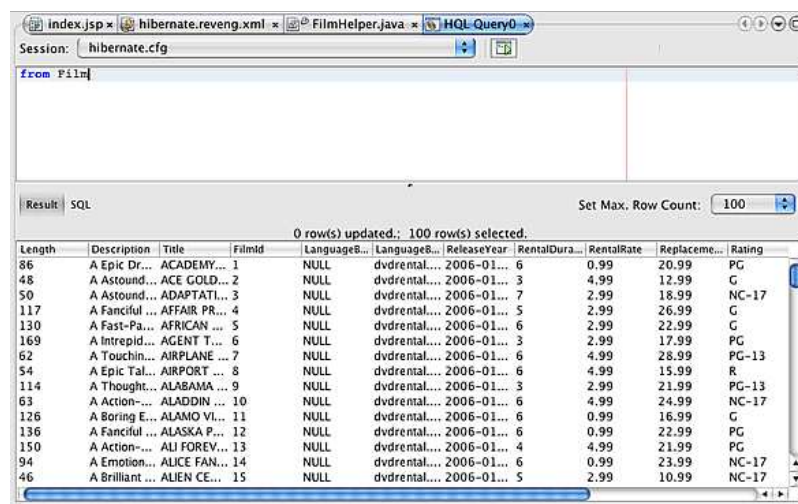 index.jsp hibernate.reveng.xml FilmHelper.java HQL Query0
Session: hibernate.cfg
from Film
Result SQL Set Max. Row Count: 100
0 row(s) updated.; 100 row(s) selected.
Length Description Title FilmId LanguageB... LanguageB... ReleaseYear RentalDura... RentalRate Replaceme... Rating
86 A Epic Dr... ACADEMY... 1 NULL dvdrental.... 2006-01... 6 0.99 20.99 PG
48 A Astound... ACE GOLD... 2 NULL dvdrental.... 2006-01... 3 4.99 12.99 G
50 A Astound... ADAPTATI... 3 NULL dvdrental.... 2006-01... 7 2.99 18.99 NC-17
117 A Fanciful ... AFFAIR PR... 4 NULL dvdrental.... 2006-01... 5 2.99 26.99 G
130 A Fast-Pa... AFRICAN ... 5 NULL dvdrental.... 2006-01... 6 2.99 22.99 G
169 A Intrepid... AGENT T... 6 NULL dvdrental.... 2006-01... 3 2.99 17.99 PG
62 A Touchin... AIRPLANE ... 7 NULL dvdrental.... 2006-01... 6 4.99 28.99 PG-13
54 A Epic Tal... AIRPORT ... 8 NULL dvdrental.... 2006-01... 6 4.99 15.99 R
114 A Thought... ALABAMA ... 9 NULL dvdrental.... 2006-01... 3 2.99 21.99 PG-13
63 A Action-... ALADDIN ... 10 NULL dvdrental.... 2006-01... 6 4.99 24.99 NC-17
126 A Boring E... ALAMO VI... 11 NULL dvdrental.... 2006-01... 6 0.99 16.99 G
136 A Fanciful ... ALASKA P... 12 NULL dvdrental.... 2006-01... 6 0.99 22.99 PG
150 A Action-... ALI FOREV... 13 NULL dvdrental.... 2006-01... 4 4.99 21.99 PG
94 A Emotion... ALICE FAN... 14 NULL dvdrental.... 2006-01... 6 0.99 23.99 NC-17
46 A Brilliant ... ALIEN CE... 15 NULL dvdrental.... 2006-01... 5 2.99 10.99 NC-17